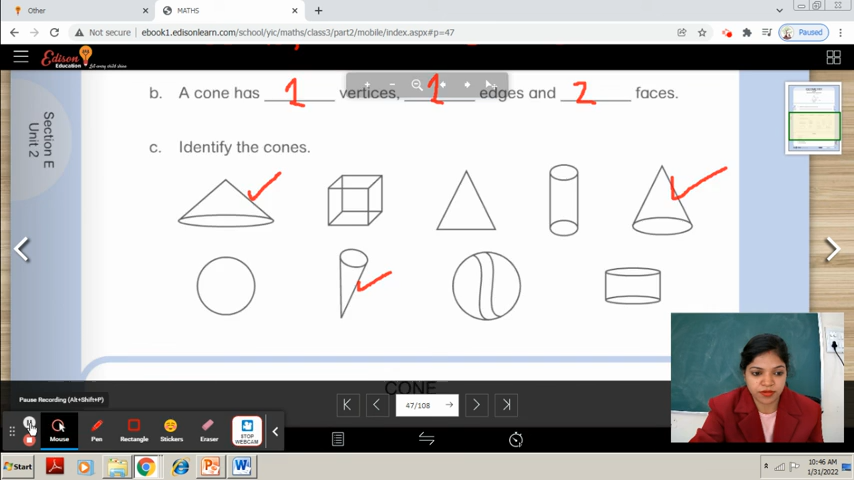 Other
MATHS
Not secure
ebook1.edisonlearn.com/school/yic/maths/class3/part2/mobile/index.aspx#p=47
Paused
Edison
Education
Section E
Unit 2
b. A cone has 1 vertices, 1 edges and 2 faces.
c. Identify the cones.
CONE
Pause Recording (Alt+Shift+P)
47/108
Mouse
Pen
Rectangle
Stickers
Eraser
STOP
WEBCAM
Start
10:46 AM
1/31/2022